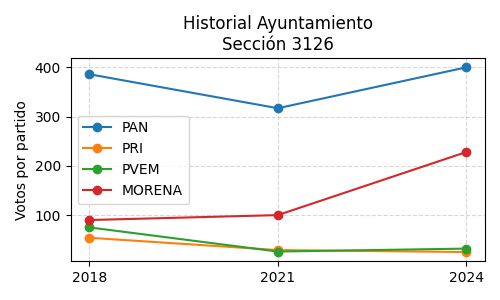 Historial Ayuntamiento
Sección 3126
Votos por partido
400
300
200
100
PAN
PRI
PVEM
MORENA
2018
2021
2024